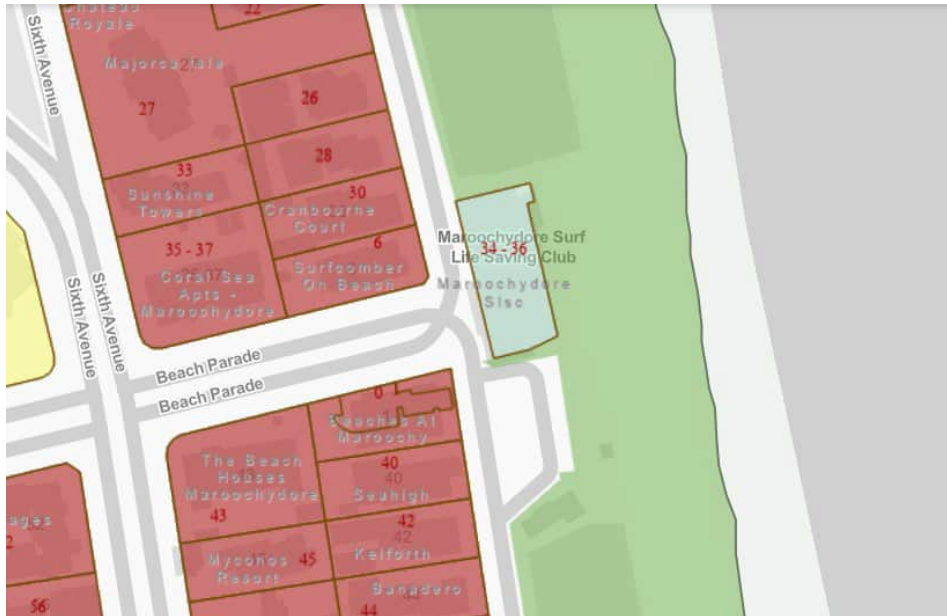 Chateau
Royale
22
Sixth Avenue
Majorca Isle
27
26
28
33
Sunshine
Towers
30
Cranbourne
Court
35 - 37
Coral Sea
Apts -
Maroochydore
6
Surfcomber
On Beach
Maroochydore Surf
34 - 36
Life Saving Club
Maroochydore
Slsc
Sixth Avenue
Sixth Avenue
Beach Parade
Beach Parade
0
Beaches At
Maroochy
The Beach
Houses
Maroochydore
43
40
40
Seahigh
42
42
Kelforth
Myconos
Resort
45
Banadero
44
56